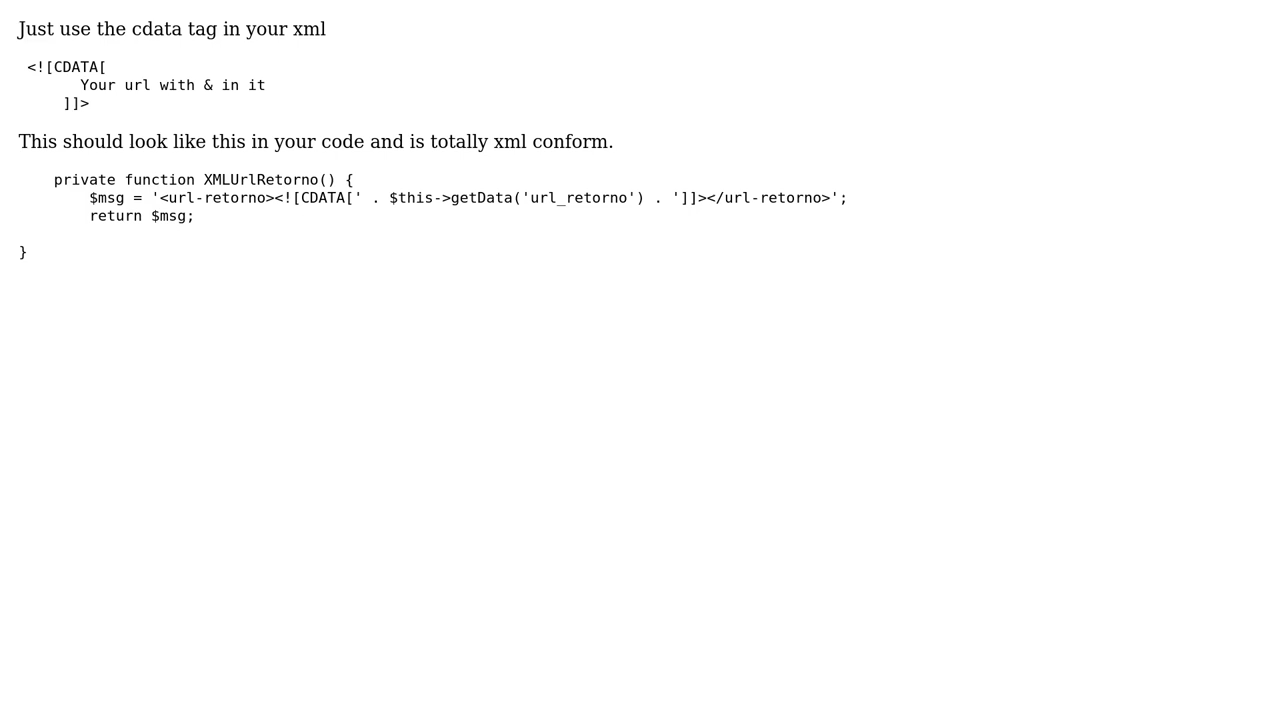 Just use the cdata tag in your xml
<![CDATA[
Your url with & in it
]]>
This should look like this in your code and is totally xml conform.
private function XMLUrlRetorno() {
$msg = '<url-retorno><![CDATA[' . $this->getData('url_retorno') . ']]></url-retorno>';
return $msg;
}